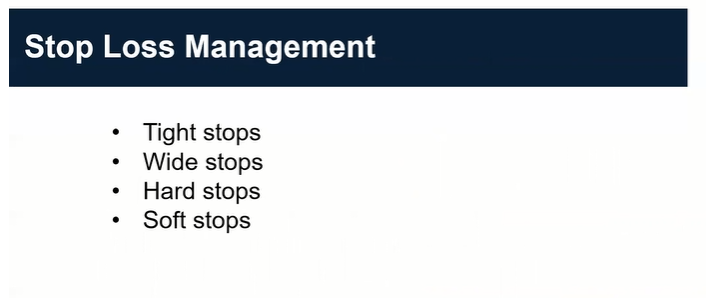 Stop Loss Management
• Tight stops
• Wide stops
• Hard stops
• Soft stops